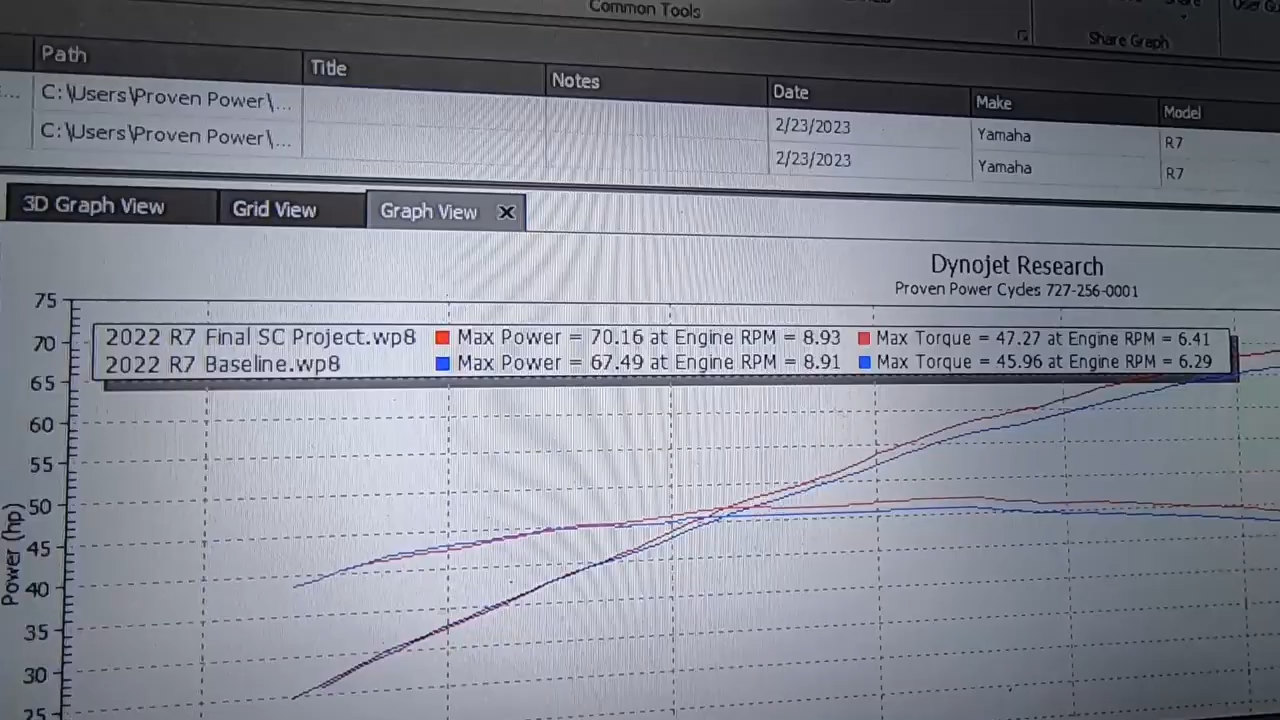 Common Tools
Share Graph
Path Title Notes Date Make Model
C:\Users\Proven Power\... 2/23/2023 Yamaha R7
C:\Users\Proven Power\... 2/23/2023 Yamaha R7
3D Graph View Grid View Graph View X
Dynojet Research
Proven Power Cycles 727-256-0001
2022 R7 Final SC Project.wp8 Max Power = 70.16 at Engine RPM = 8.93 Max Torque = 47.27 at Engine RPM = 6.41
2022 R7 Baseline.wp8 Max Power = 67.49 at Engine RPM = 8.91 Max Torque = 45.96 at Engine RPM = 6.29
75
70
65
60
55
50
45
40
35
30
25
Power (hp)